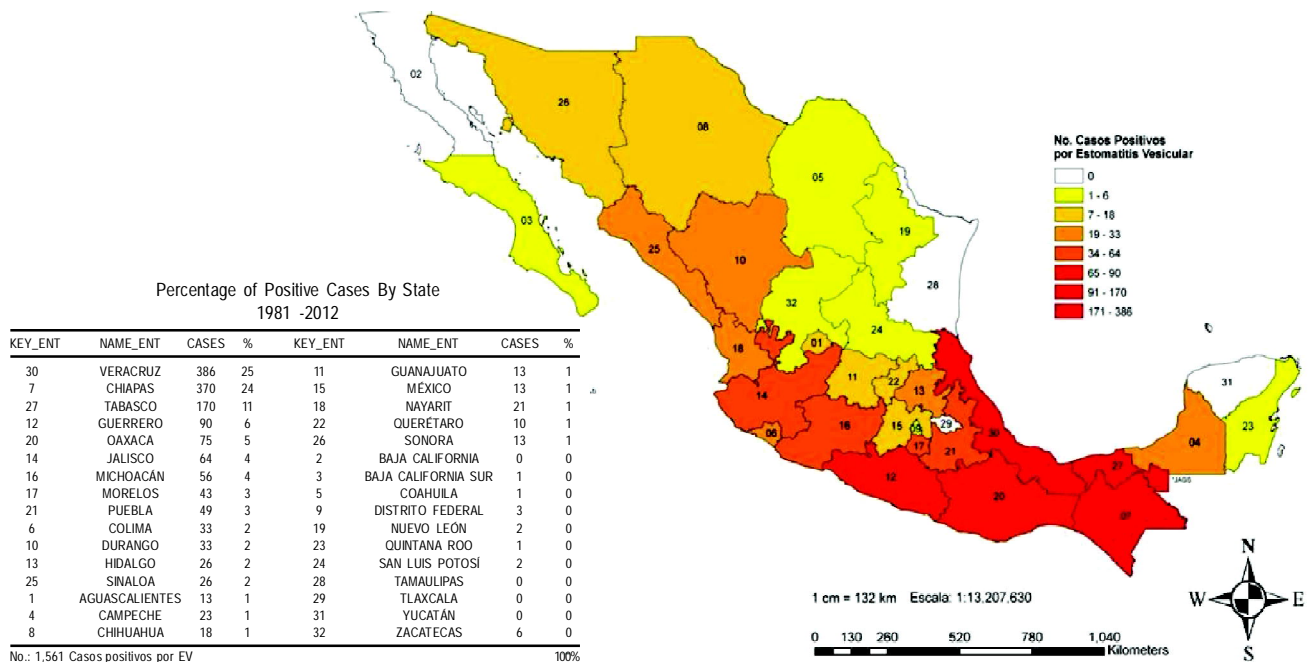 Percentage of Positive Cases By State
1981 -2012
KEY_ENT NAME_ENT CASES % KEY_ENT NAME_ENT CASES %
30 VERACRUZ 386 25 11 GUANAJUATO 13 1
7 CHIAPAS 370 24 15 MÉXICO 13 1
27 TABASCO 170 11 18 NAYARIT 21 1
12 GUERRERO 90 6 22 QUERÉTARO 10 1
20 OAXACA 75 5 26 SONORA 13 1
14 JALISCO 64 4 2 BAJA CALIFORNIA 0 0
16 MICHOACÁN 56 4 3 BAJA CALIFORNIA SUR 1 0
17 MORELOS 43 3 5 COAHUILA 1 0
21 PUEBLA 49 3 9 DISTRITO FEDERAL 3 0
6 COLIMA 33 2 19 NUEVO LEÓN 2 0
10 DURANGO 33 2 23 QUINTANA ROO 1 0
13 HIDALGO 26 2 24 SAN LUIS POTOSÍ 2 0
25 SINALOA 26 2 28 TAMAULIPAS 0 0
1 AGUASCALIENTES 13 1 29 TLAXCALA 0 0
4 CAMPECHE 23 1 31 YUCATÁN 0 0
8 CHIHUAHUA 18 1 32 ZACATECAS 6 0
No.: 1,561 Casos positivos por EV 100%
02
26
08
05
03
19
25
10
28
32
24
18
01
11
22
13
14
16
15
09
29
30
06
17
21
12
20
27
07
31
23
04
No. Casos Positivos
por Estomatitis Vesicular
0
1 - 6
7 - 18
19 - 33
34 - 64
65 - 90
91 - 170
171 - 386
1 cm = 132 km Escala: 1:13,207,630
0 130 260 520 780 1,040
Kilometers
N
W E
S